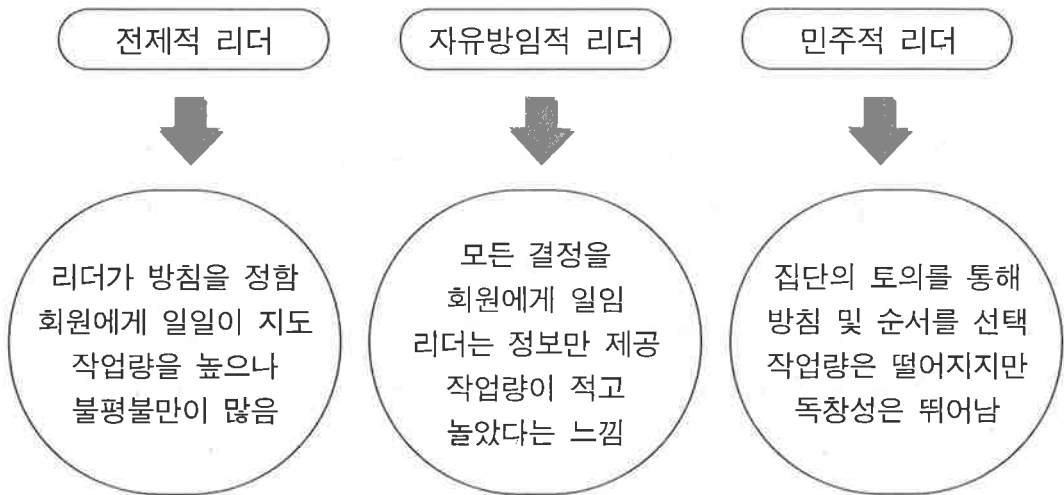 전제적 리더
자유방임적 리더
민주적 리더
리더가 방침을 정함
회원에게 일일이 지도
작업량을 높으나
불평불만이 많음
모든 결정을
회원에게 일임
리더는 정보만 제공
작업량이 적고
놀았다는 느낌
집단의 토의를 통해
방침 및 순서를 선택
작업량은 떨어지지만
독창성은 뛰어남